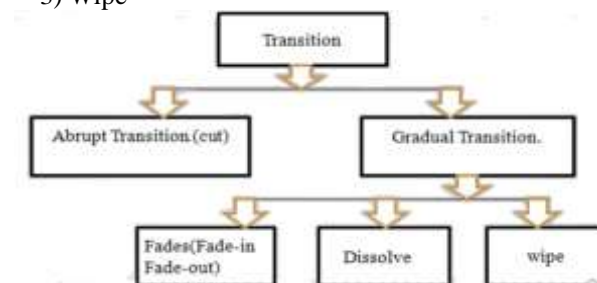 3) Wipe
Transition
Abrupt Transition.(cut)
Gradual Transition.
Fades(Fade-in
Fade-out)
Dissolve
wipe